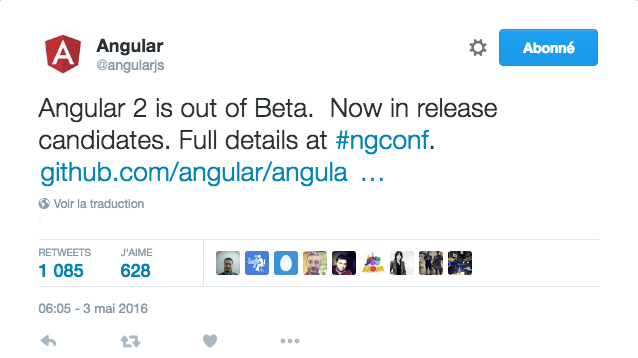 Angular
@angularjs
Abonné
Angular 2 is out of Beta.  Now in release
candidates. Full details at #ngconf.
github.com/angular/angula …
Voir la traduction
RETWEETS J'AIME
1 085 628
06:05 - 3 mai 2016